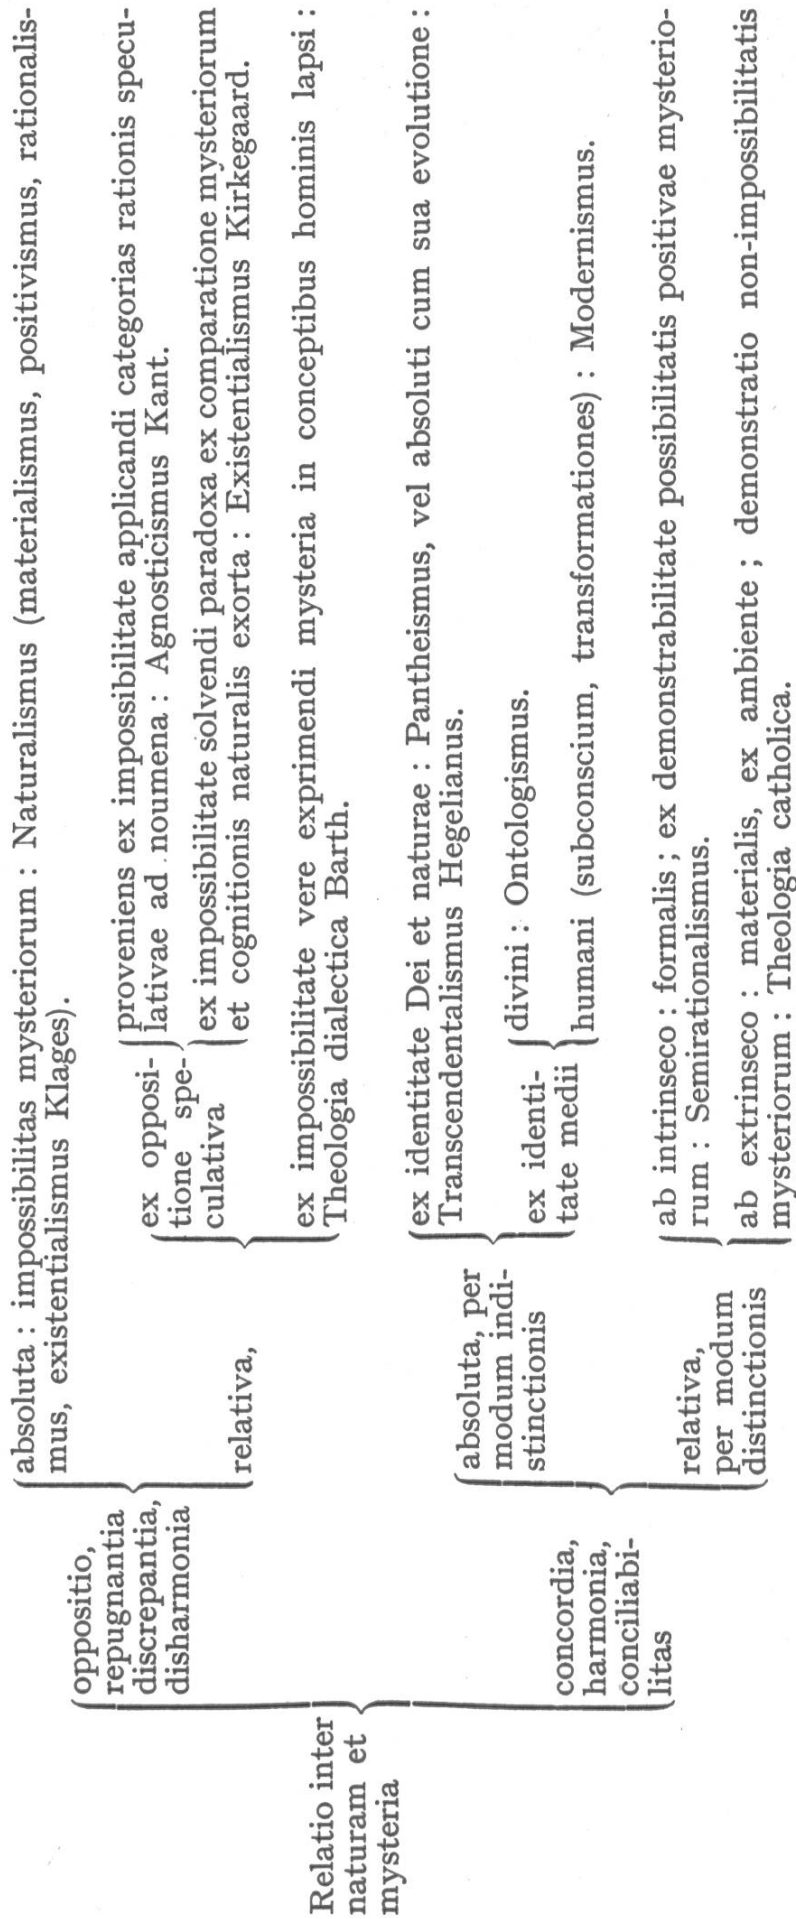 Relatio inter
naturam et
mysteria
oppositio,
repugnantia
discrepantia,
disharmonia
absoluta : impossibilitas mysteriorum : Naturalismus (materialismus, positivismus, rationalis-
mus, existentialismus Klages).
relativa,
ex opposi-
tione spe-
culativa
proveniens ex impossibilitate applicandi categorias rationis specu-
lativae ad noumena : Agnosticismus Kant.
ex impossibilitate solvendi paradoxa ex comparatione mysteriorum
et cognitionis naturalis exorta : Existentialismus Kirkegaard.
ex impossibilitate vere exprimendi mysteria in conceptibus hominis lapsi :
Theologia dialectica Barth.
concordia,
harmonia,
conciliabi-
litas
absoluta, per
modum indi-
stinctionis
ex identitate Dei et naturae : Pantheismus, vel absoluti cum sua evolutione :
Transcendentalismus Hegelianus.
ex identi-
tate medii
divini : Ontologismus.
humani (subconscium, transformationes) : Modernismus.
relativa,
per modum
distinctionis
ab intrinseco : formalis ; ex demonstrabilitate possibilitatis positivae mysterio-
rum : Semirationalismus.
ab extrinseco : materialis, ex ambiente ; demonstratio non-impossibilitatis
mysteriorum : Theologia catholica.